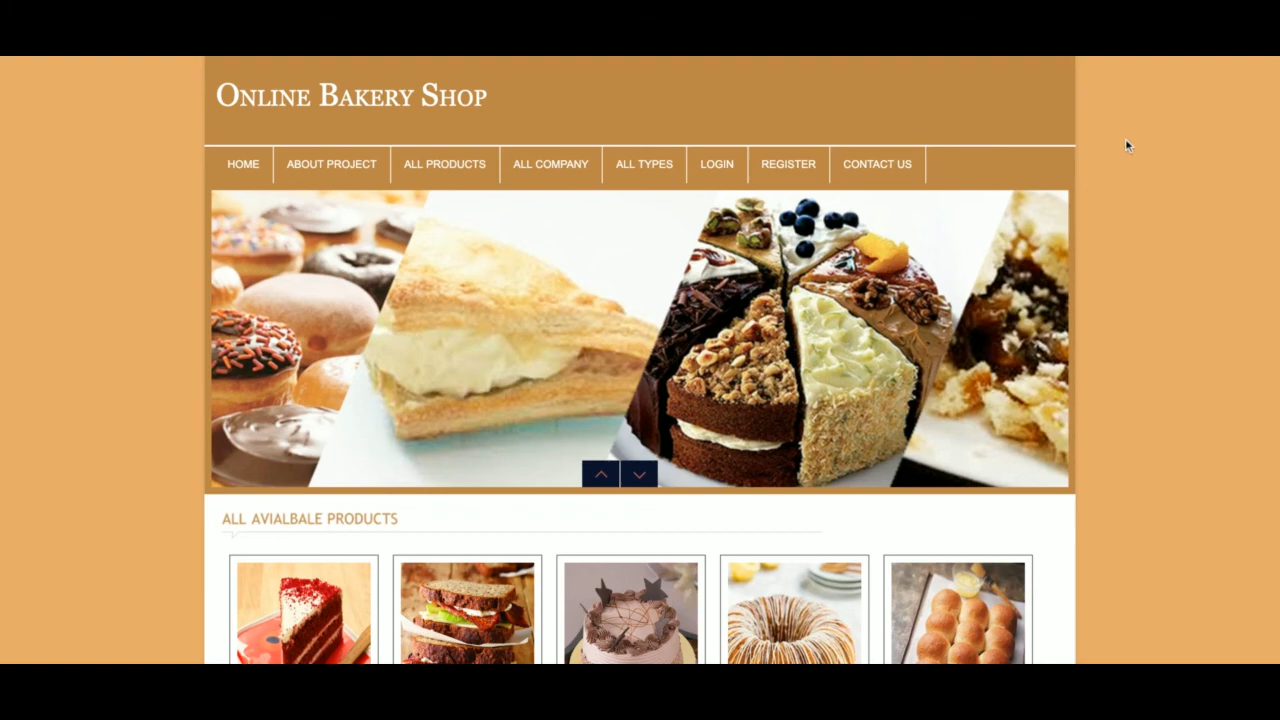 Online Bakery Shop
HOME ABOUT PROJECT ALL PRODUCTS ALL COMPANY ALL TYPES LOGIN REGISTER CONTACT US
ALL AVIALBALE PRODUCTS